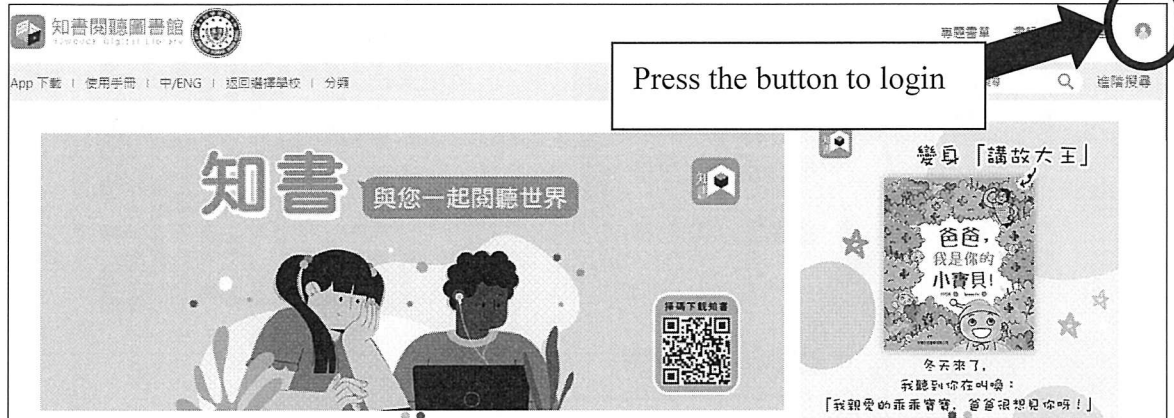 知書閱聽圖書館
專題書單
App 下載 | 使用手冊 | 中/ENG | 返回選擇學校 | 分類
進階搜尋
Press the button to login
知書
與您一起閱聽世界
掃碼下載知書
變身「講故大王」
爸爸，
我是你的
小寶貝！
冬天來了，
我聽到你在叫喚：
「我親愛的乖乖寶寶，爸爸很想見你呀！」